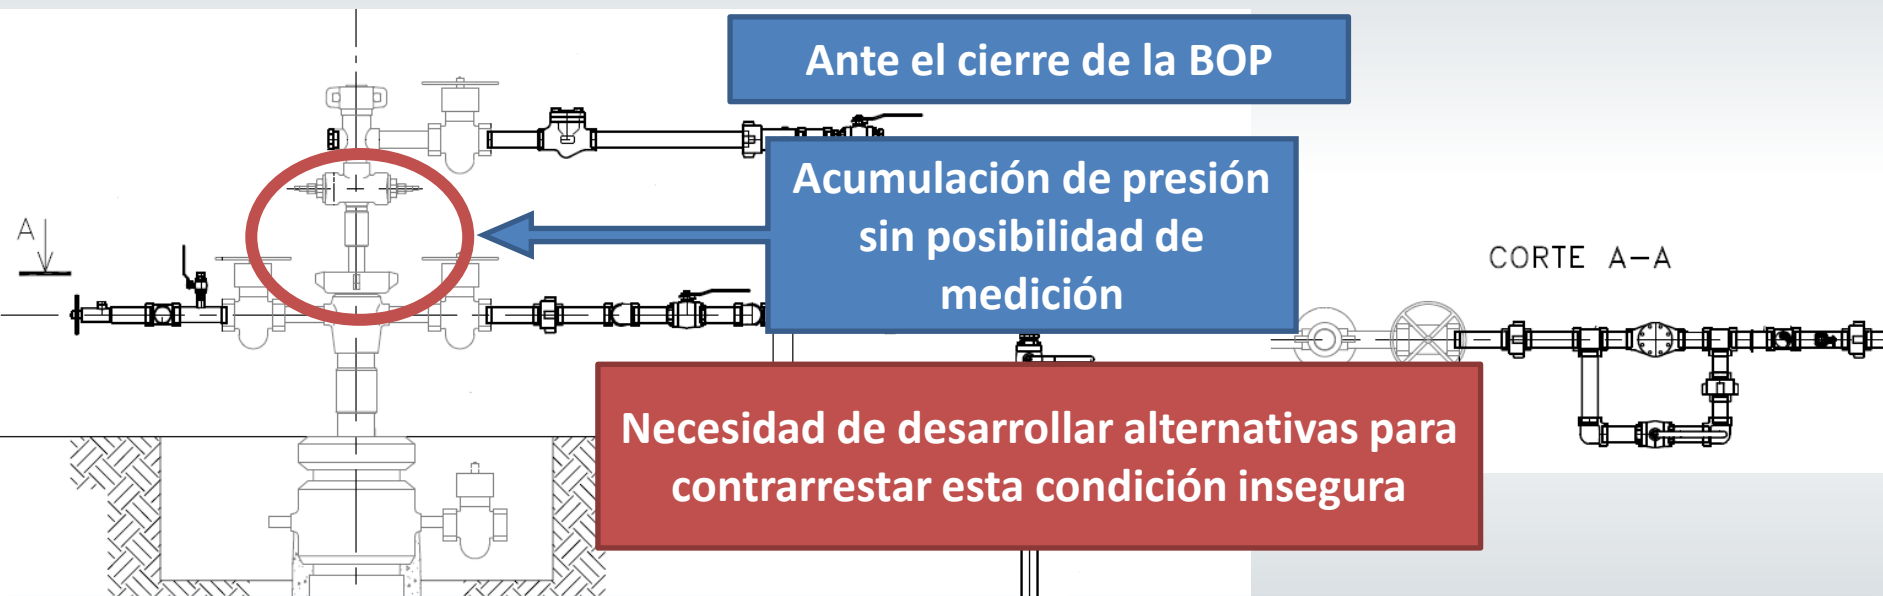 Ante el cierre de la BOP
Acumulación de presión
sin posibilidad de
medición
A
CORTE A-A
Necesidad de desarrollar alternativas para
contrarrestar esta condición insegura